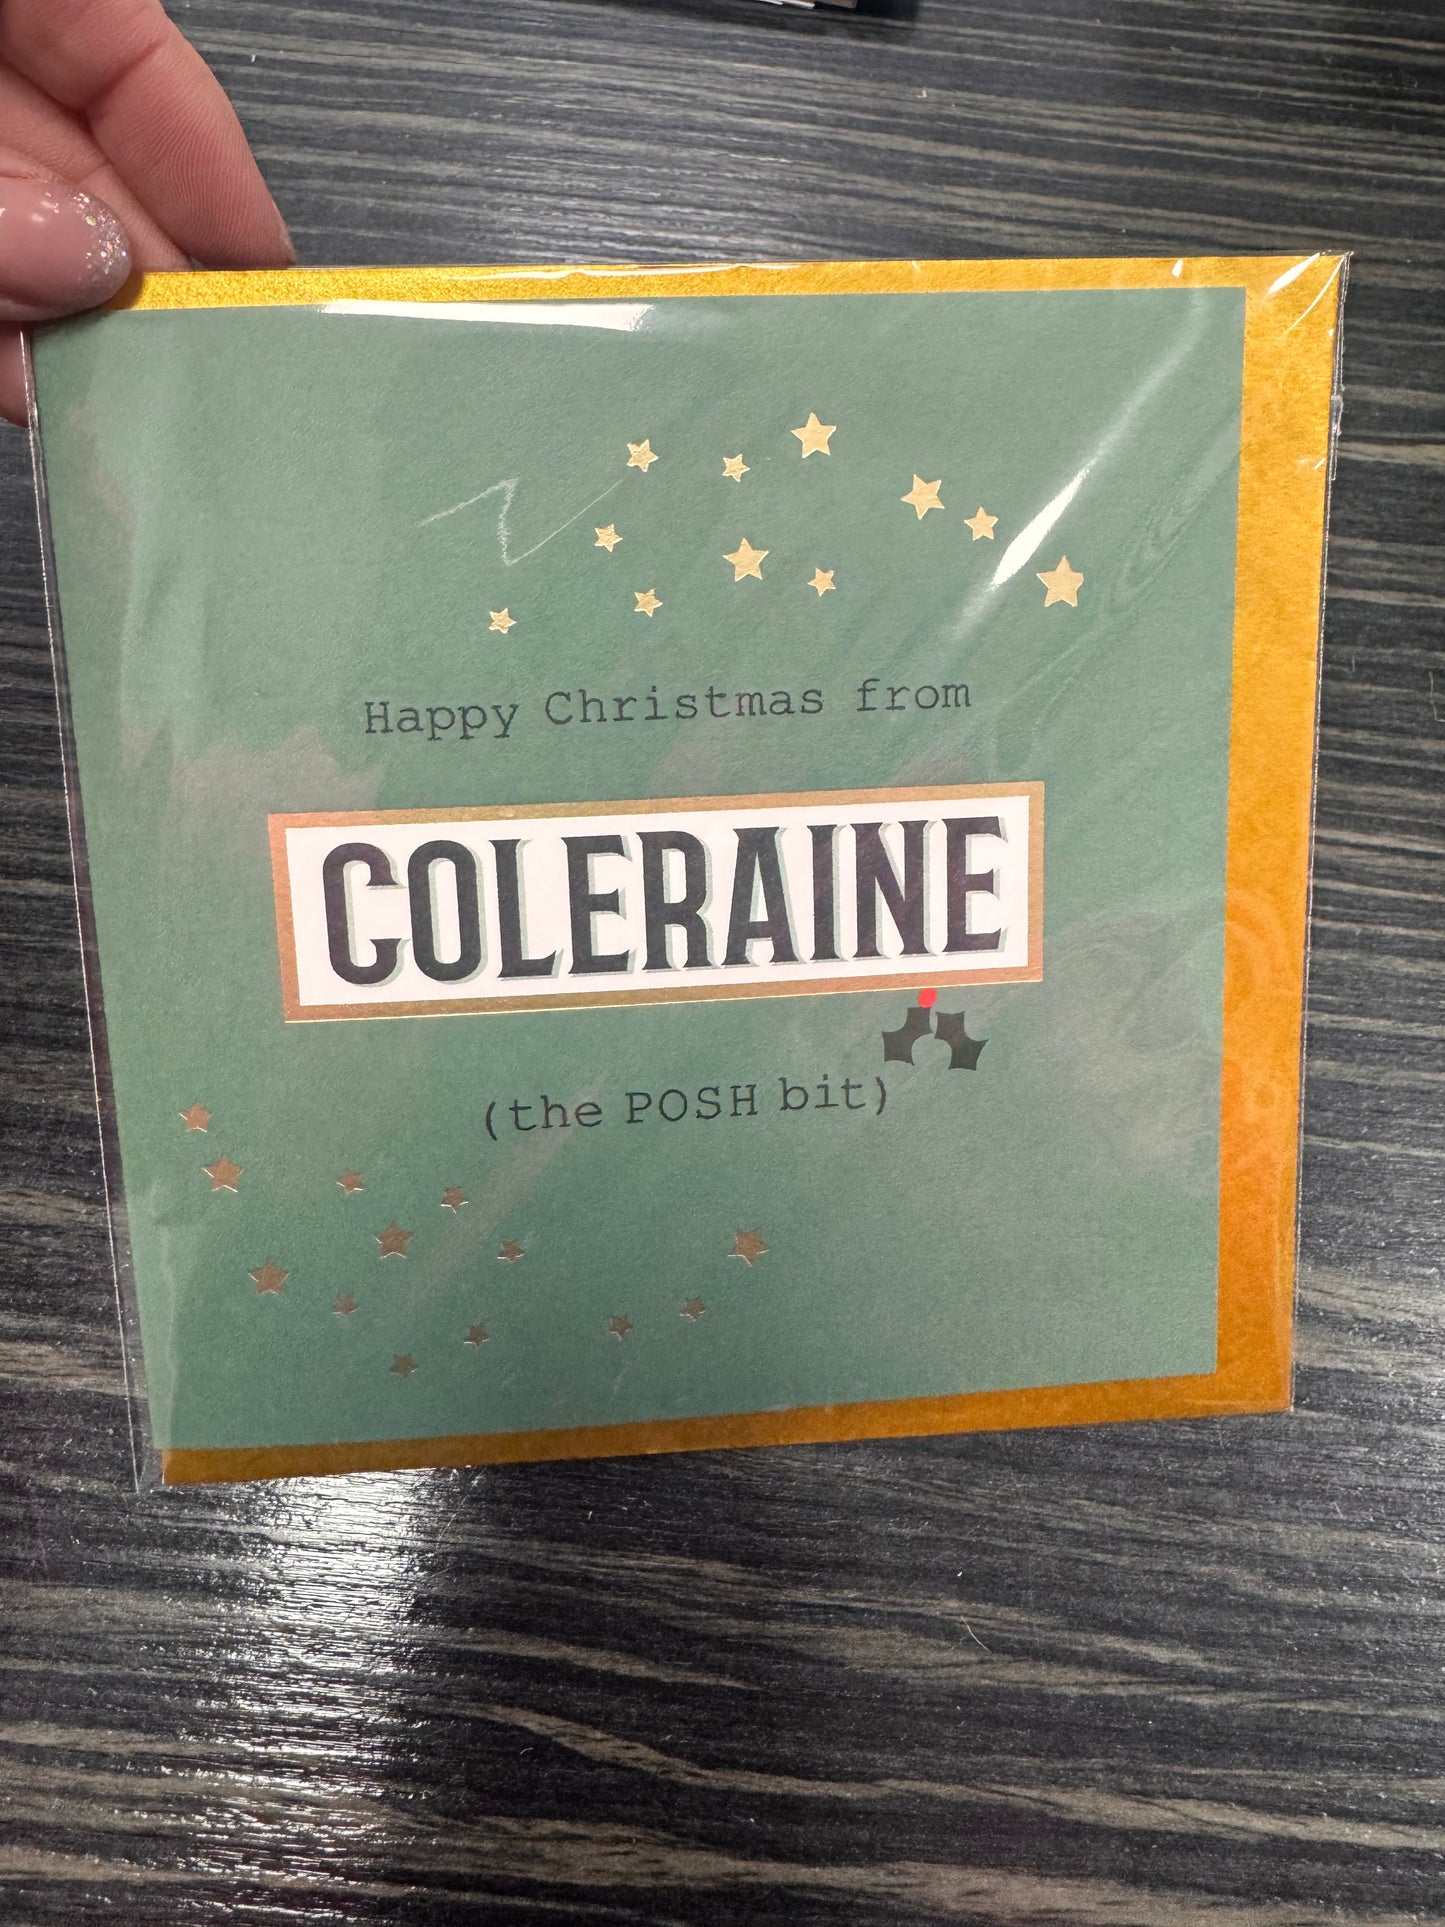 Happy Christmas from
COLERAINE
(the POSH bit)